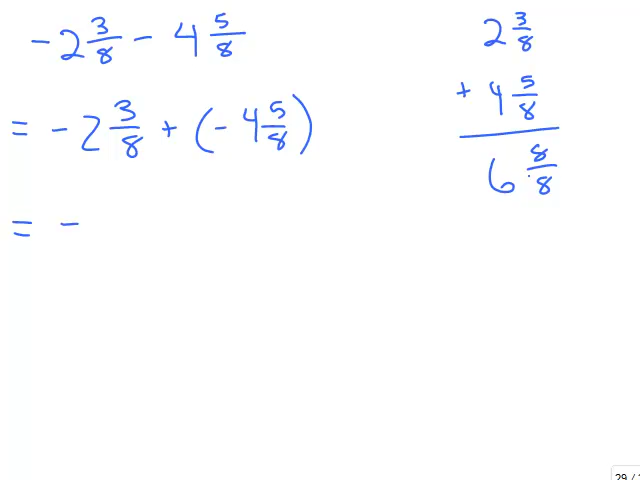 -2 3/8 - 4 5/8
= -2 3/8 + (-4 5/8)
= -
2 3/8
+ 4 5/8
6 8/8
29 /